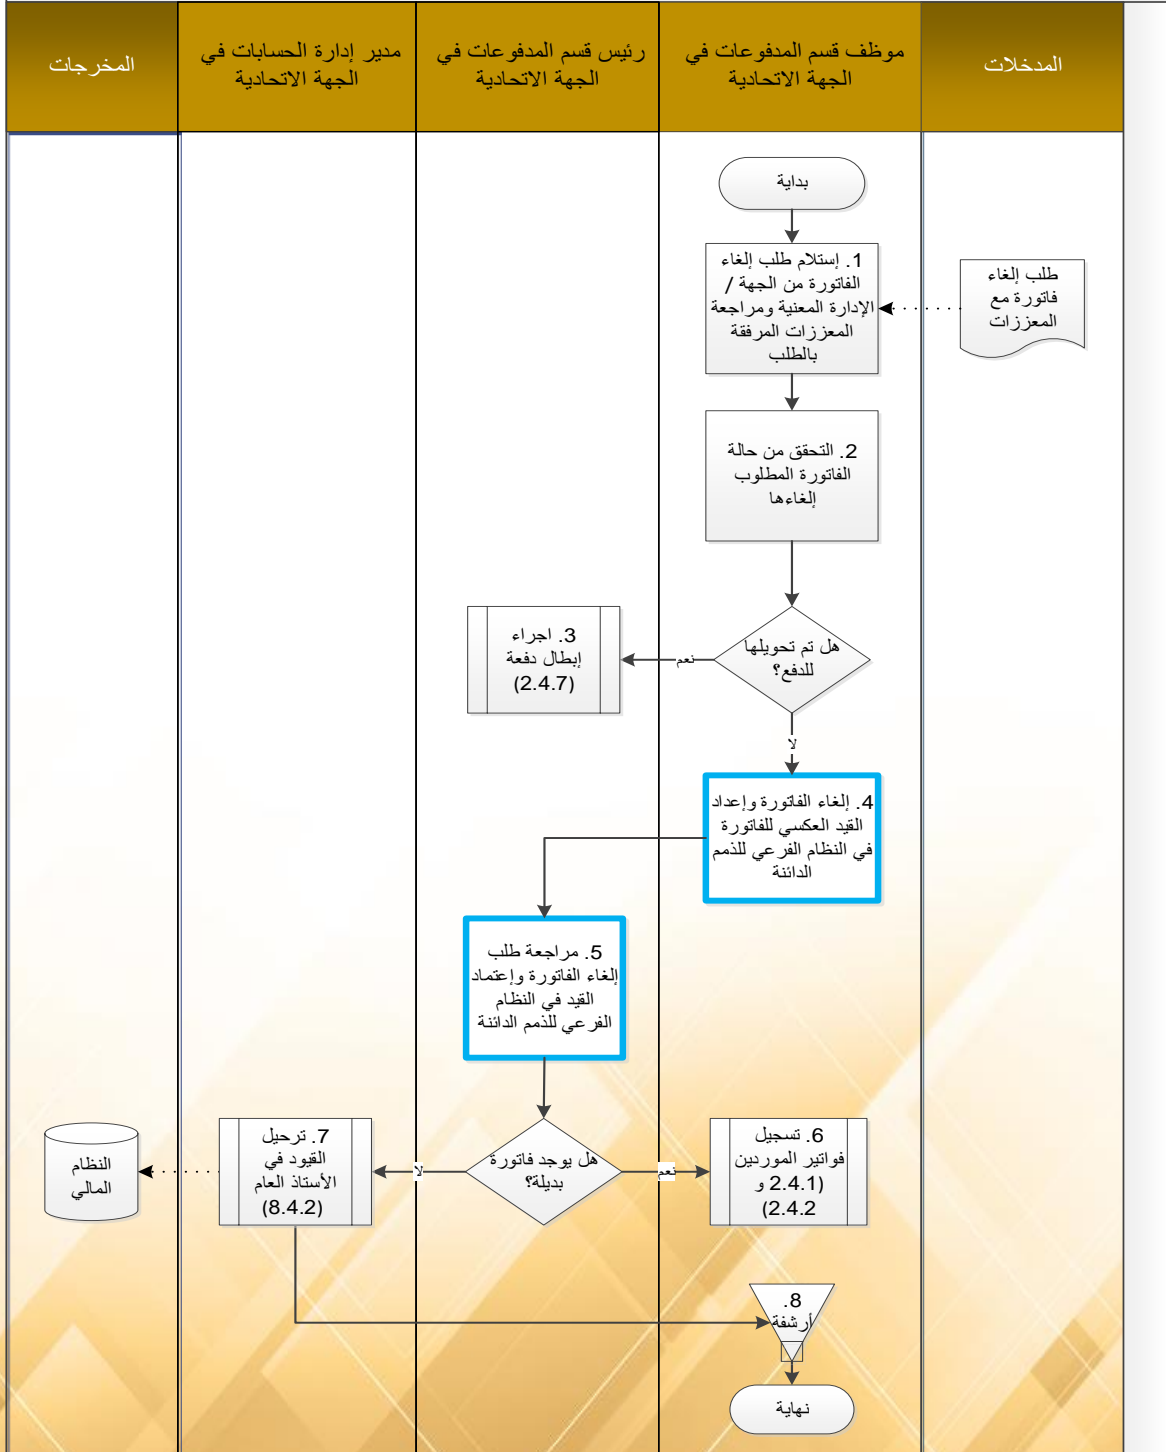 المدخلات
موظف قسم المدفوعات في
الجهة الاتحادية
رئيس قسم المدفوعات في
الجهة الاتحادية
مدير إدارة الحسابات في
الجهة الاتحادية
المخرجات
بداية
1. إستلام طلب إلغاء
الفاتورة من الجهة /
الإدارة المعنية ومراجعة
المعززات المرفقة
بالطلب
طلب إلغاء
فاتورة مع
المعززات
2. التحقق من حالة
الفاتورة المطلوب
إلغاءها
هل تم تحويلها
للدفع؟
نعم
3. اجراء
إبطال دفعة
(2.4.7)
لا
4. إلغاء الفاتورة وإعداد
القيد العكسي للفاتورة
في النظام الفرعي للذمم
الدائنة
5. مراجعة طلب
إلغاء الفاتورة وإعتماد
القيد في النظام
الفرعي للذمم الدائنة
هل يوجد فاتورة
بديلة؟
نعم
6. تسجيل
فواتير الموردين
(2.4.1 و
2.4.2)
لا
7. ترحيل
القيود في
الأستاذ العام
(8.4.2)
النظام
المالي
8.
أرشفة
نهاية